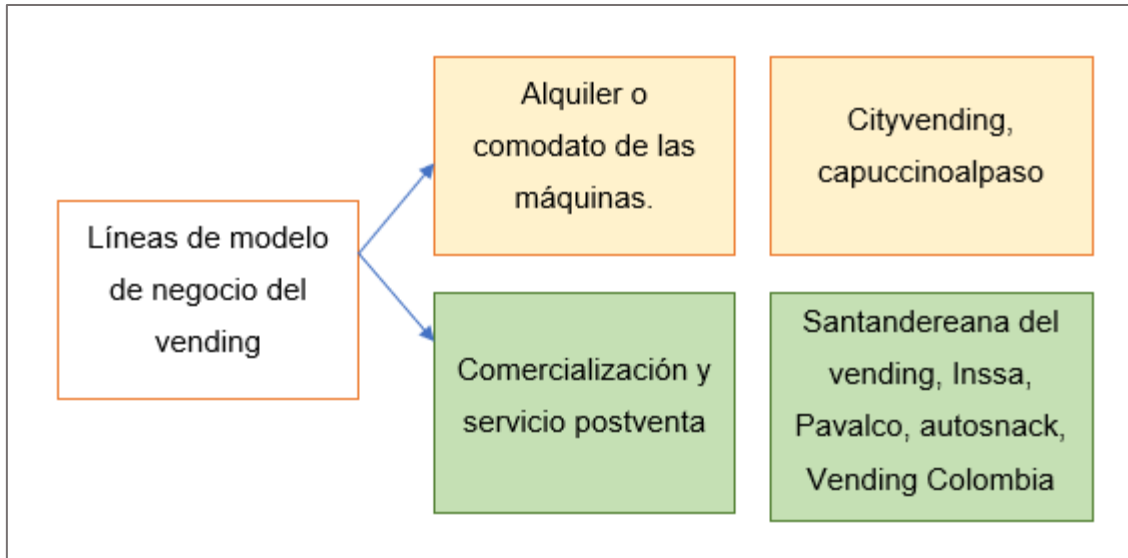 Líneas de modelo
de negocio del
vending
Alquiler o
comodato de las
máquinas.
Cityvending,
capuccinoalpaso
Comercialización y
servicio postventa
Santandereana del
vending, Inssa,
Pavalco, autosnack,
Vending Colombia